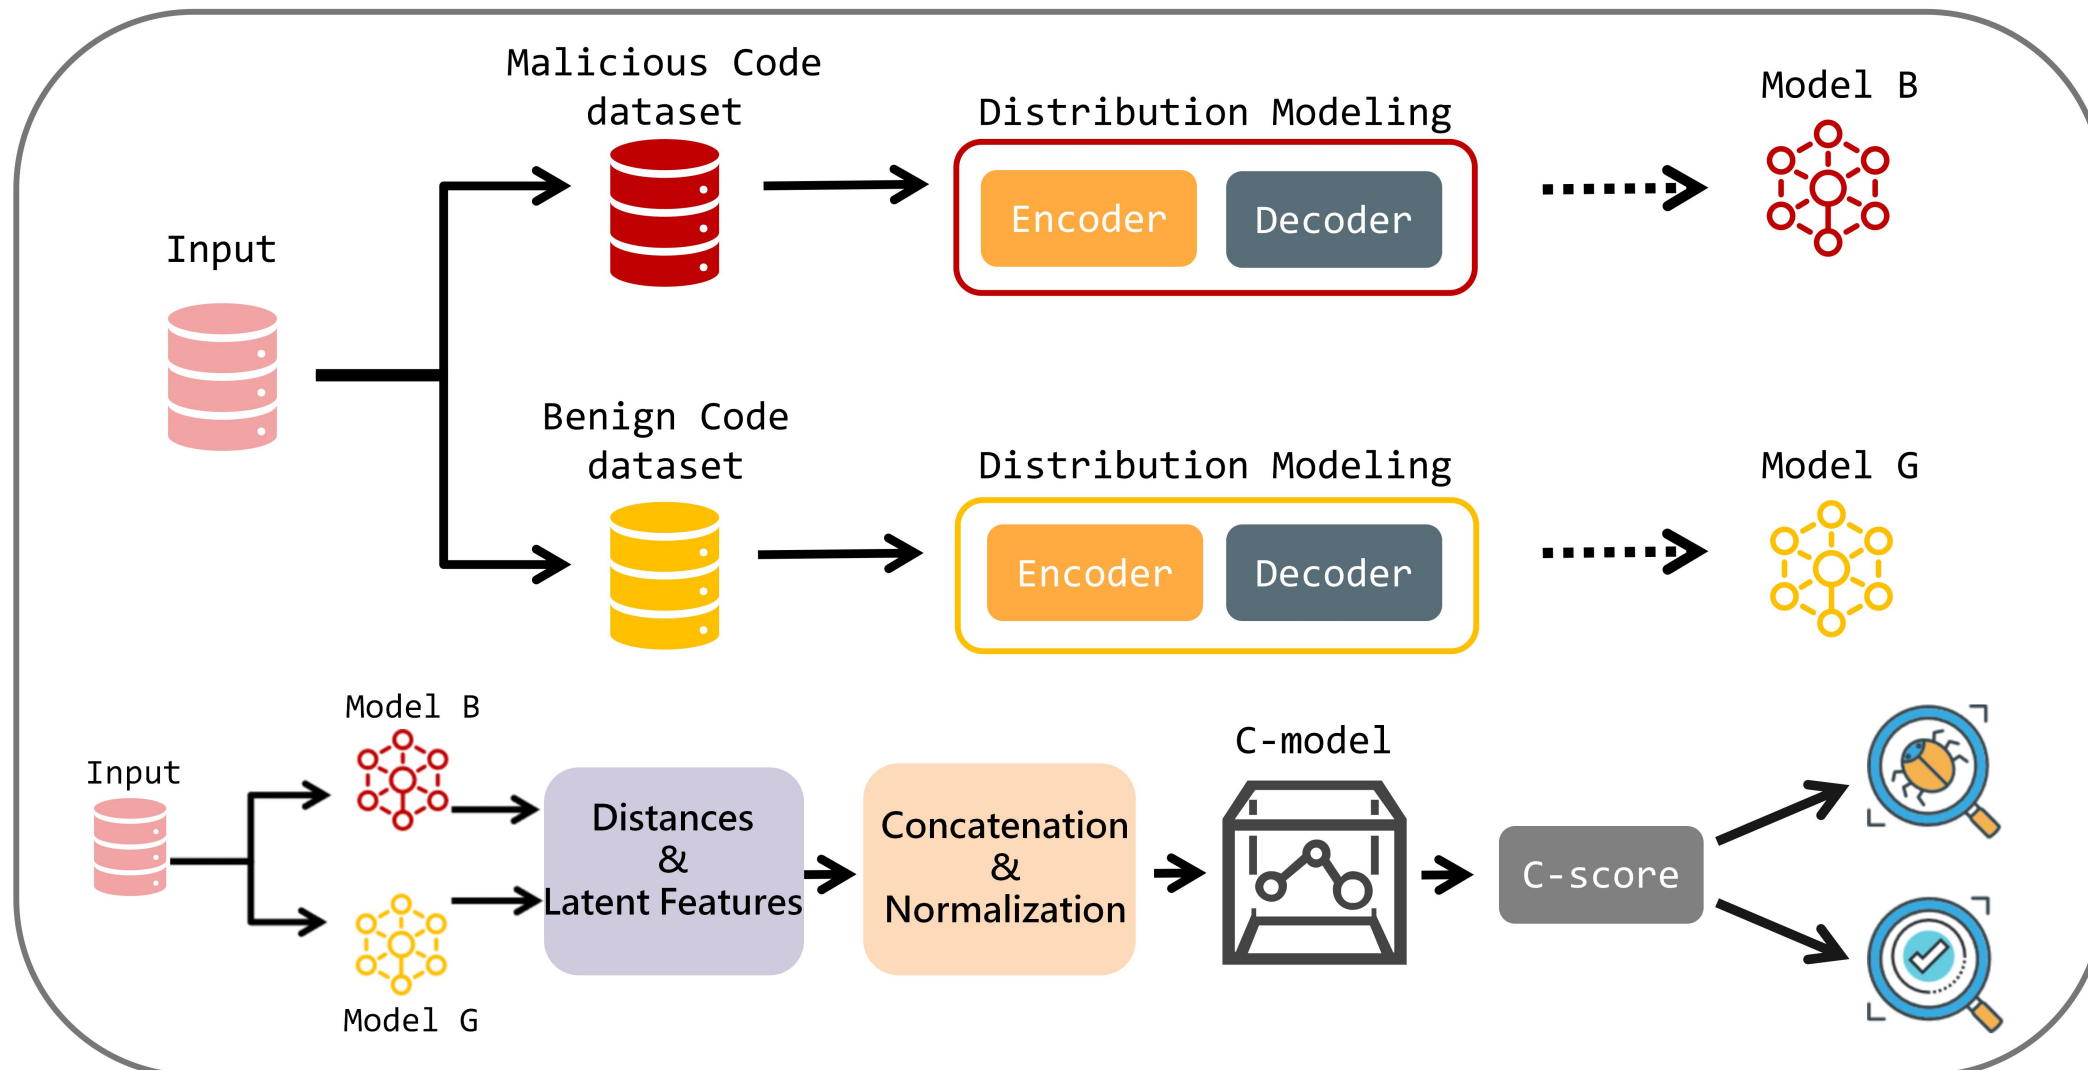 Malicious Code
dataset
Distribution Modeling
Model B
Encoder
Decoder
Input
Benign Code
dataset
Distribution Modeling
Model G
Encoder
Decoder
Model B
Input
Distances
&
Latent Features
Concatenation
&
Normalization
C-model
C-score
Model G